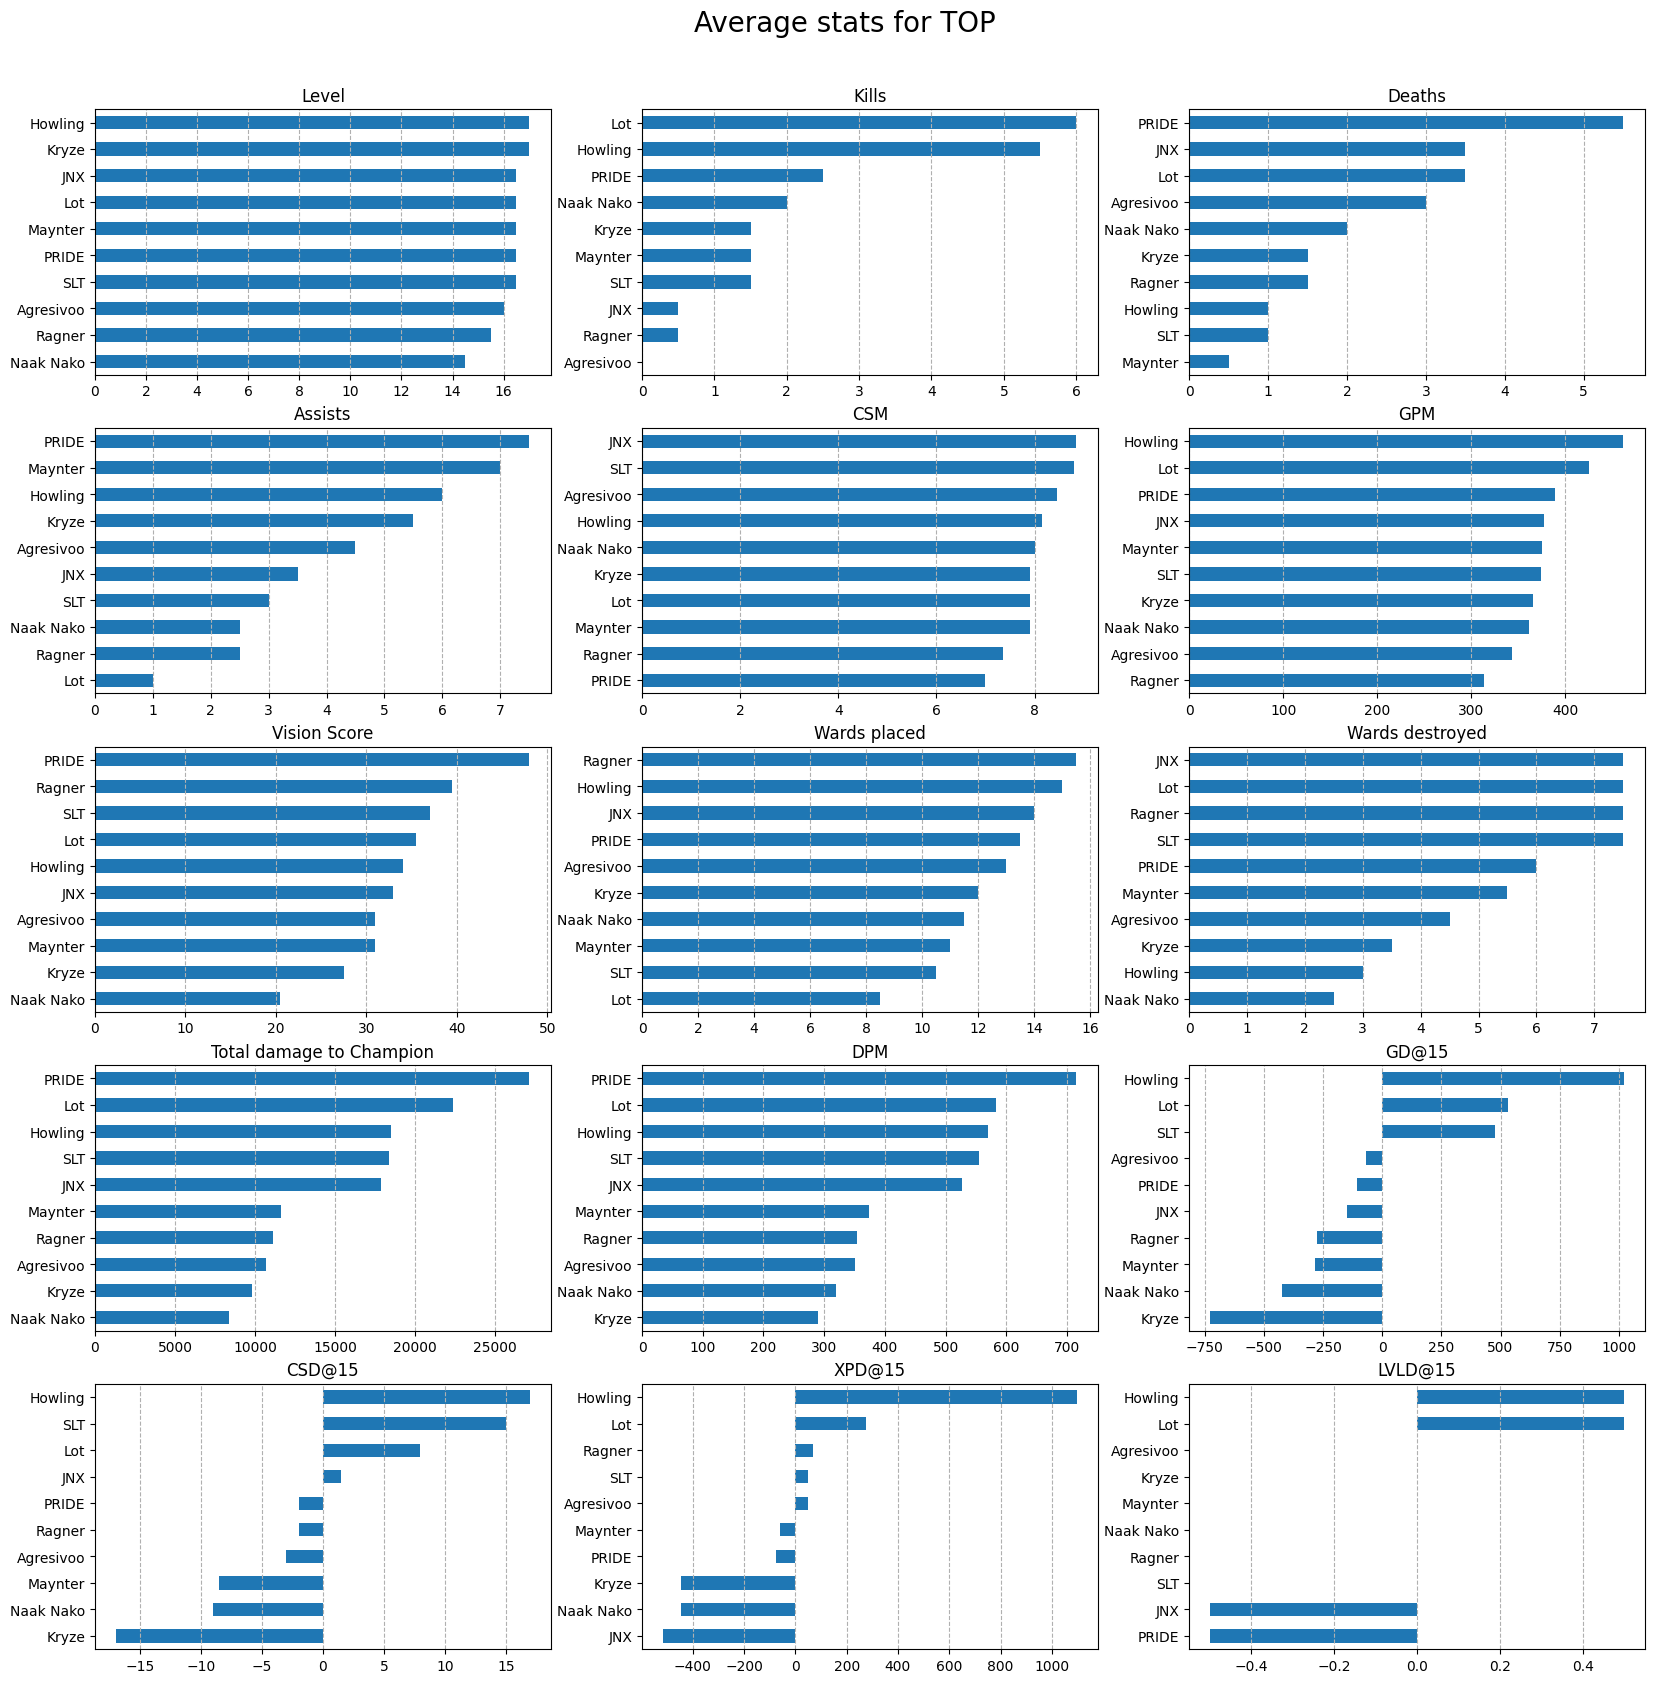 Average stats for TOP
Level
Howling
Kryze
JNX
Lot
Maynter
PRIDE
SLT
Agresivoo
Ragner
Naak Nako
0 2 4 6 8 10 12 14 16
Kills
Lot
Howling
PRIDE
Naak Nako
Kryze
Maynter
SLT
JNX
Ragner
Agresivoo
0 1 2 3 4 5 6
Deaths
PRIDE
JNX
Lot
Agresivoo
Naak Nako
Kryze
Ragner
Howling
SLT
Maynter
0 1 2 3 4 5
Assists
PRIDE
Maynter
Howling
Kryze
Agresivoo
JNX
SLT
Naak Nako
Ragner
Lot
0 1 2 3 4 5 6 7
CSM
JNX
SLT
Agresivoo
Howling
Naak Nako
Kryze
Lot
Maynter
Ragner
PRIDE
0 2 4 6 8
GPM
Howling
Lot
PRIDE
JNX
Maynter
SLT
Kryze
Naak Nako
Agresivoo
Ragner
0 100 200 300 400
Vision Score
PRIDE
Ragner
SLT
Lot
Howling
JNX
Agresivoo
Maynter
Kryze
Naak Nako
0 10 20 30 40 50
Wards placed
Ragner
Howling
JNX
PRIDE
Agresivoo
Kryze
Naak Nako
Maynter
SLT
Lot
0 2 4 6 8 10 12 14 16
Wards destroyed
JNX
Lot
Ragner
SLT
PRIDE
Maynter
Agresivoo
Kryze
Howling
Naak Nako
0 1 2 3 4 5 6 7
Total damage to Champion
PRIDE
Lot
Howling
SLT
JNX
Maynter
Ragner
Agresivoo
Kryze
Naak Nako
0 5000 10000 15000 20000 25000
DPM
PRIDE
Lot
Howling
SLT
JNX
Maynter
Ragner
Agresivoo
Naak Nako
Kryze
0 100 200 300 400 500 600 700
GD@15
Howling
Lot
SLT
Agresivoo
PRIDE
JNX
Ragner
Maynter
Naak Nako
Kryze
−750 −500 −250 0 250 500 750 1000
CSD@15
Howling
SLT
Lot
JNX
PRIDE
Ragner
Agresivoo
Maynter
Naak Nako
Kryze
−15 −10 −5 0 5 10 15
XPD@15
Howling
Lot
Ragner
SLT
Agresivoo
Maynter
PRIDE
Kryze
Naak Nako
JNX
−400 −200 0 200 400 600 800 1000
LVLD@15
Howling
Lot
Agresivoo
Kryze
Maynter
Naak Nako
Ragner
SLT
JNX
PRIDE
−0.4 −0.2 0.0 0.2 0.4